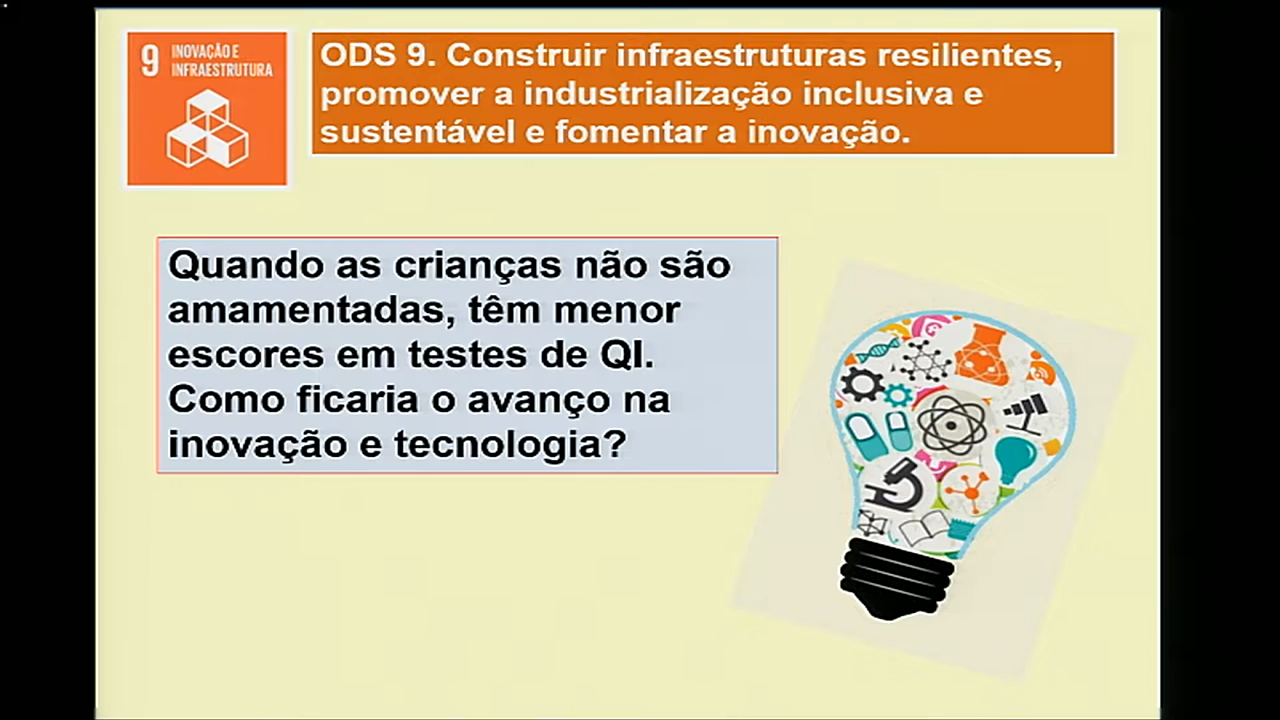 9 INOVAÇÃO E
INFRAESTRUTURA
ODS 9. Construir infraestruturas resilientes,
promover a industrialização inclusiva e
sustentável e fomentar a inovação.
Quando as crianças não são
amamentadas, têm menor
escores em testes de QI.
Como ficaria o avanço na
inovação e tecnologia?